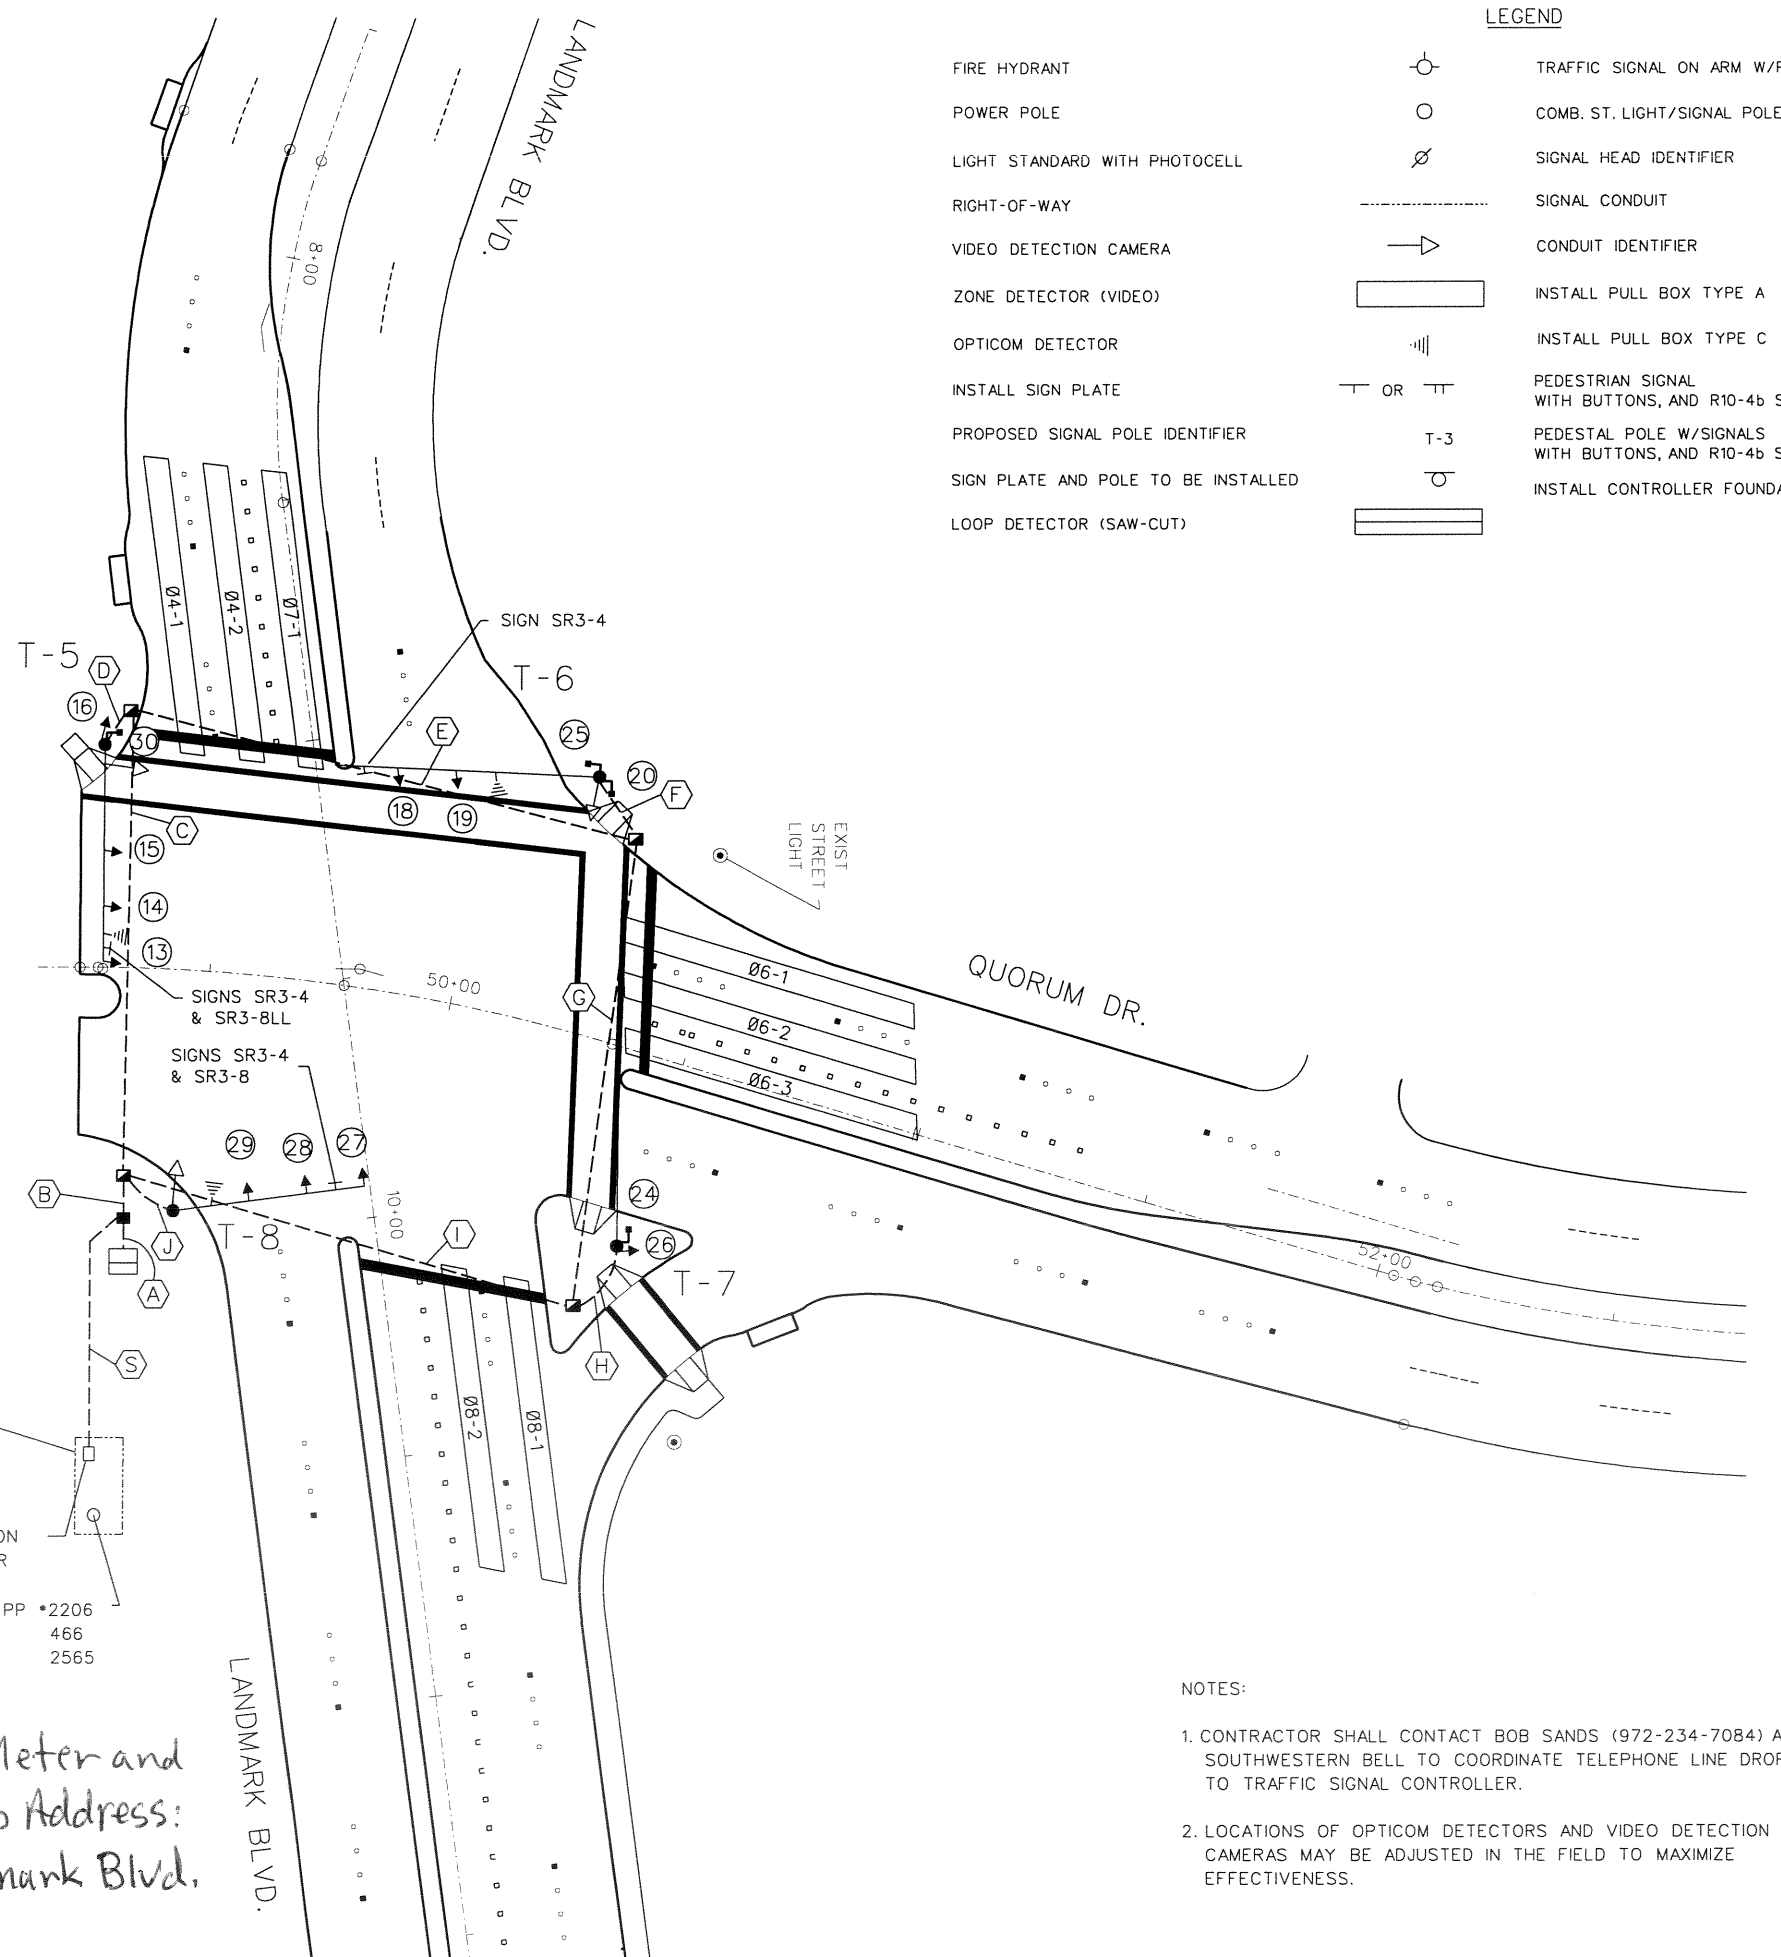 LEGEND
FIRE HYDRANT
POWER POLE
LIGHT STANDARD WITH PHOTOCELL
RIGHT-OF-WAY
VIDEO DETECTION CAMERA
ZONE DETECTOR (VIDEO)
OPTICOM DETECTOR
INSTALL SIGN PLATE
OR
PROPOSED SIGNAL POLE IDENTIFIER
T-3
SIGN PLATE AND POLE TO BE INSTALLED
LOOP DETECTOR (SAW-CUT)
TRAFFIC SIGNAL ON ARM W/
COMB. ST. LIGHT/SIGNAL POLE
SIGNAL HEAD IDENTIFIER
SIGNAL CONDUIT
CONDUIT IDENTIFIER
INSTALL PULL BOX TYPE A
INSTALL PULL BOX TYPE C
PEDESTRIAN SIGNAL
WITH BUTTONS, AND R10-4b S
PEDESTAL POLE W/SIGNALS
WITH BUTTONS, AND R10-4b S
INSTALL CONTROLLER FOUNDA
LANDMARK BLVD.
8+00
Ø4-1
Ø4-2
Ø7-1
SIGN SR3-4
T-5
D
16
30
T-6
E
25
20
F
18
19
C
15
14
13
EXIST
STREET
LIGHT
50+00
G
SIGNS SR3-4
& SR3-8LL
SIGNS SR3-4
& SR3-8
Ø6-1
Ø6-2
Ø6-3
QUORUM DR.
52+00
29
28
27
10+00
24
26
T-7
B
J
T-8
A
I
H
S
Ø8-2
Ø8-1
ON
R
PP *2206
466
2565
LANDMARK BLVD.
Meter and
Address:
mark Blvd.
NOTES:
1. CONTRACTOR SHALL CONTACT BOB SANDS (972-234-7084) A
SOUTHWESTERN BELL TO COORDINATE TELEPHONE LINE DROP
TO TRAFFIC SIGNAL CONTROLLER.
2. LOCATIONS OF OPTICOM DETECTORS AND VIDEO DETECTION
CAMERAS MAY BE ADJUSTED IN THE FIELD TO MAXIMIZE
EFFECTIVENESS.